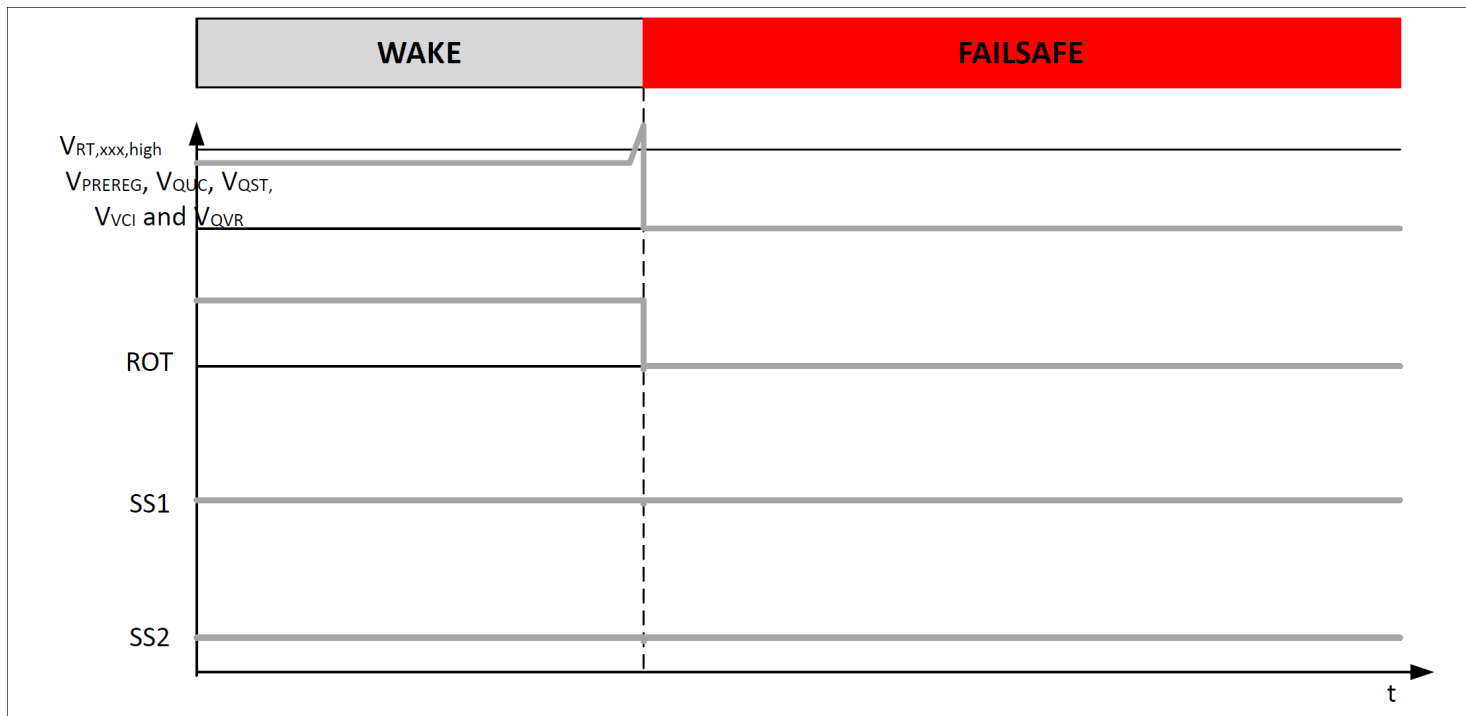 WAKE FAILSAFE
VRT,xxx,high
VPREREG, VQUC, VQST,
VVCI and VQVR
ROT
SS1
SS2
t